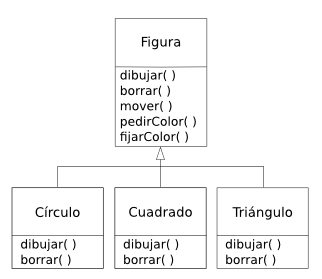 Figura
dibujar( )
borrar( )
mover( )
pedirColor( )
fijarColor( )
Círculo
dibujar( )
borrar( )
Cuadrado
dibujar( )
borrar( )
Triángulo
dibujar( )
borrar( )